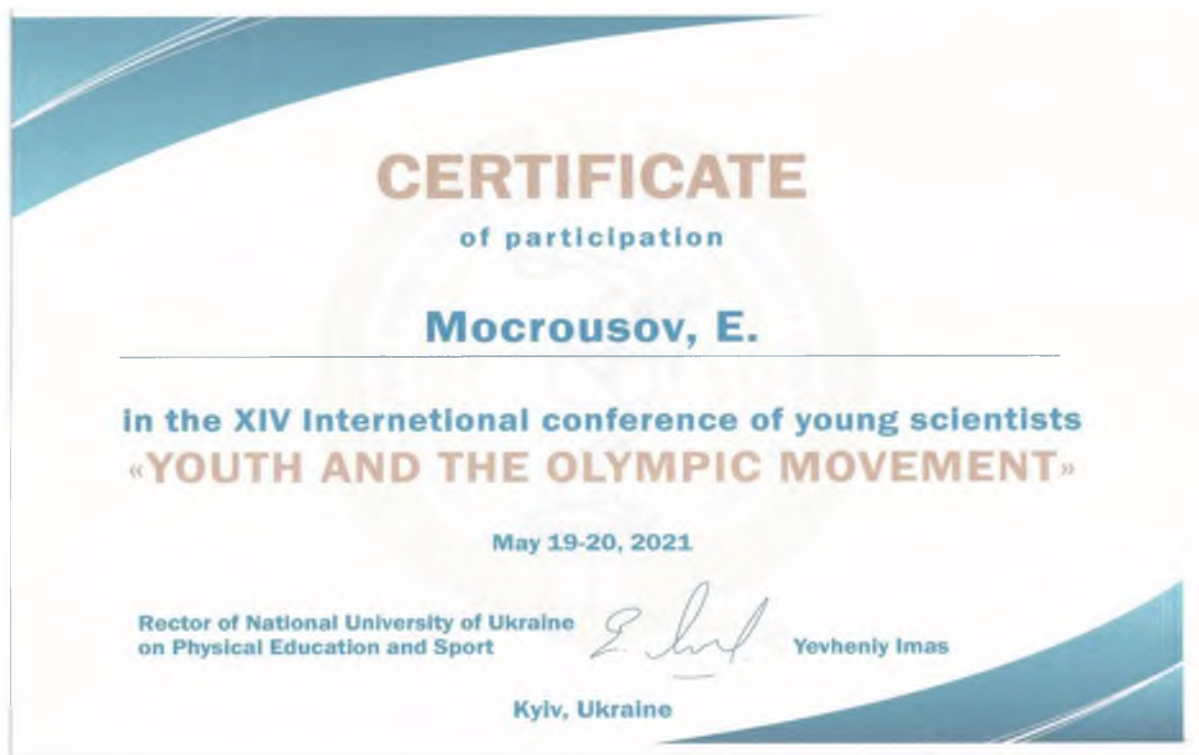 CERTIFICATE
of participation
Mocrousov, E.
in the XIV Internetional conference of young scientists
«YOUTH AND THE OLYMPIC MOVEMENT»
May 19-20, 2021
Rector of National University of Ukraine
on Physical Education and Sport
Yevheniy Imas
Kyiv, Ukraine